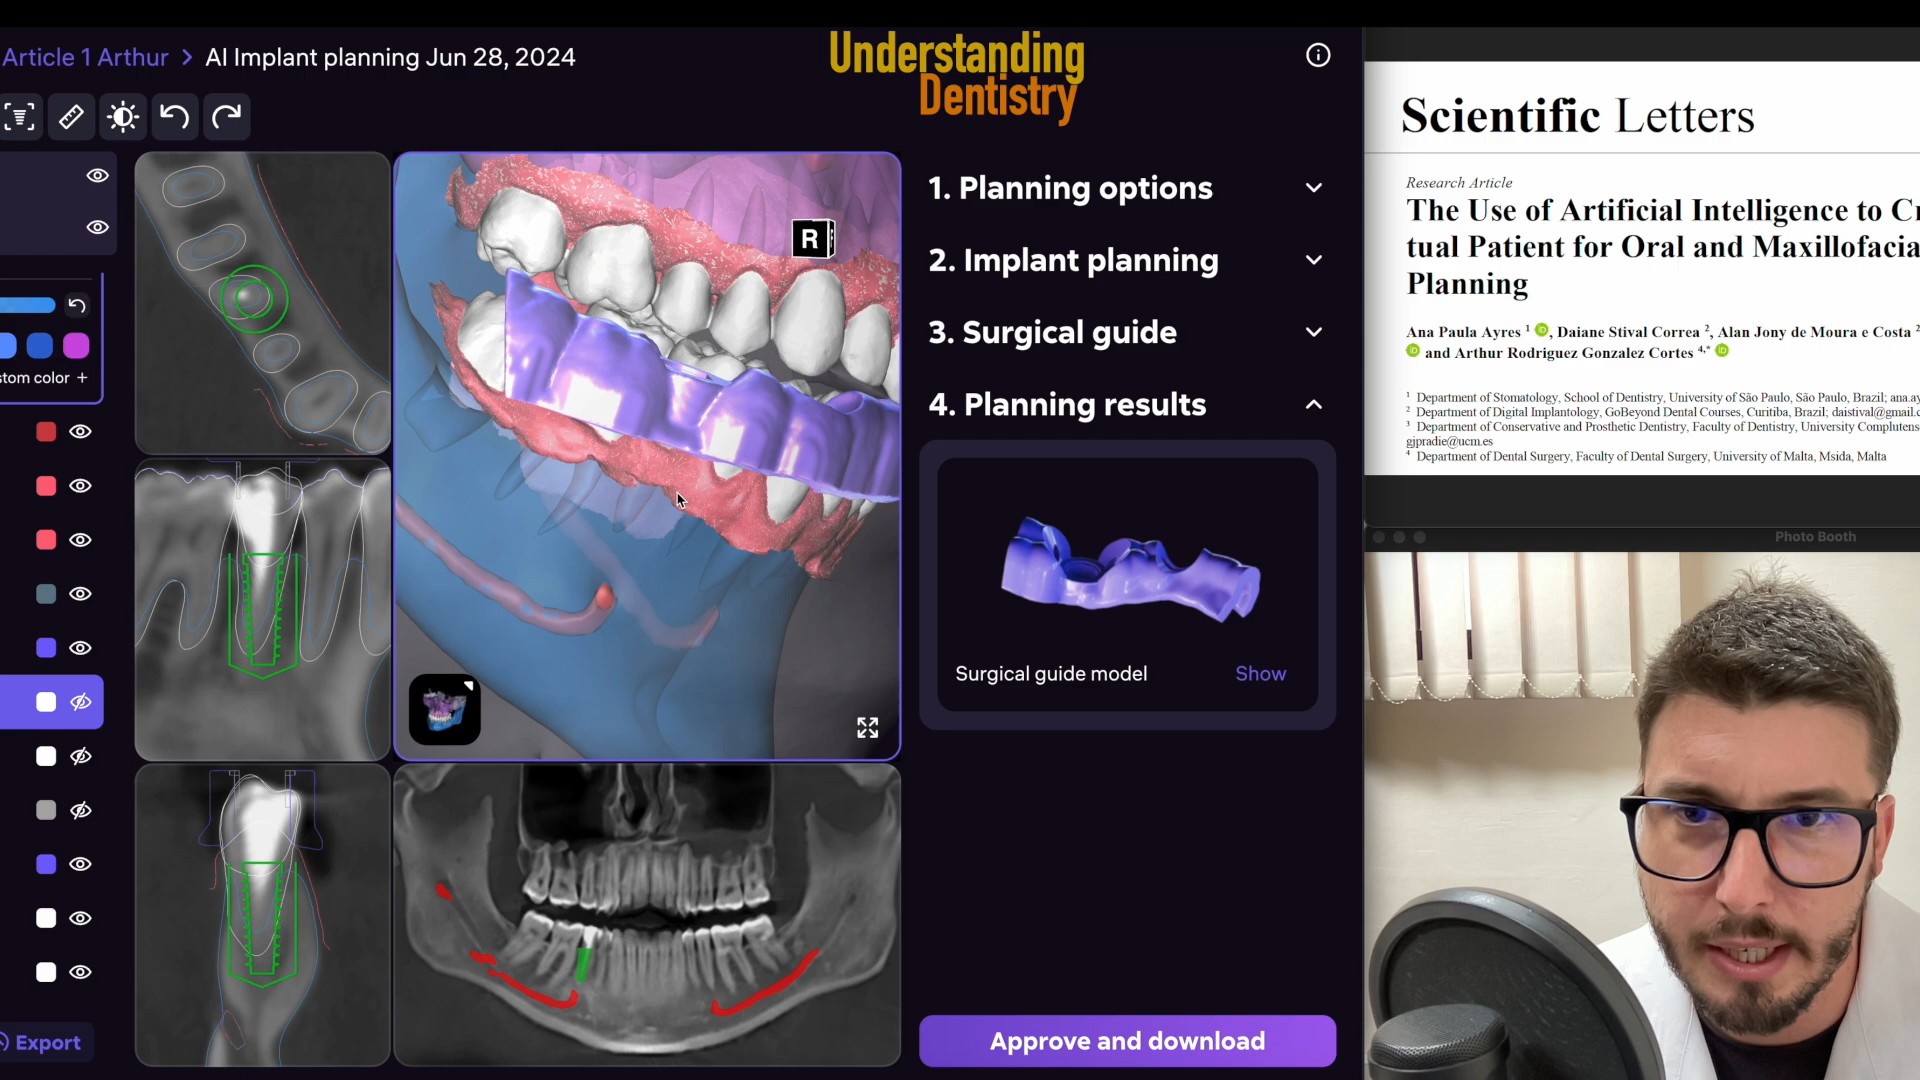 Article 1 Arthur > AI Implant planning Jun 28, 2024
Understanding
Dentistry
1. Planning options
2. Implant planning
3. Surgical guide
4. Planning results
Surgical guide model
Show
Approve and download
R
color +
Export
Scientific Letters
Research Article
The Use of Artificial Intelligence to
tual Patient for Oral and Maxillofacia
Planning
Ana Paula Ayres 1 iD, Daiane Stival Correa 2, Alan Jony de Moura e Costa 2
iD and Arthur Rodriguez Gonzalez Cortes 4,* iD
1 Department of Stomatology, School of Dentistry, University of São Paulo, São Paulo, Brazil;
2 Department of Digital Implantology, GoBeyond Dental Courses, Curitiba, Brazil; daistival@gmail.c
3 Department of Conservative and Prosthetic Dentistry, Faculty of Dentistry, University Complutens
gjpradie@ucm.es
4 Department of Dental Surgery, Faculty of Dental Surgery, University of Malta, Msida, Malta
Photo Booth